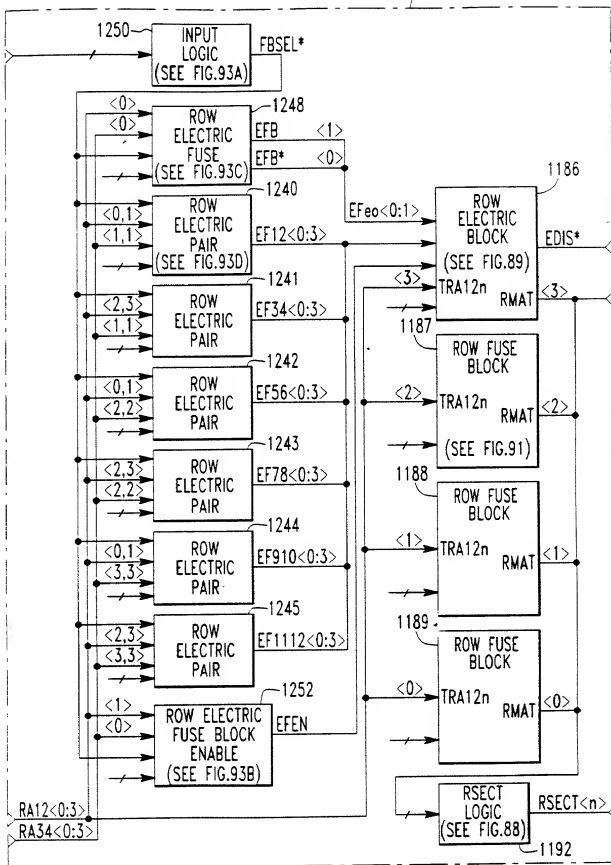 1250
INPUT
LOGIC
(SEE FIG.93A)
FBSEL*
<0>
<0>
1248
ROW
ELECTRIC
FUSE
(SEE FIG.93C)
EFB
<1>
EFB*
<0>
1240
<0,1>
<1,1>
ROW
ELECTRIC
PAIR
(SEE FIG.93D)
EF12<0:3>
1241
<2,3>
<1,1>
ROW
ELECTRIC
PAIR
EF34<0:3>
1242
<0,1>
<2,2>
ROW
ELECTRIC
PAIR
EF56<0:3>
1243
<2,3>
<2,2>
ROW
ELECTRIC
PAIR
EF78<0:3>
1244
<0,1>
<3,3>
ROW
ELECTRIC
PAIR
EF910<0:3>
1245
<2,3>
<3,3>
ROW
ELECTRIC
PAIR
EF1112<0:3>
1252
<1>
<0>
ROW ELECTRIC
FUSE BLOCK
ENABLE
(SEE FIG.93B)
EFEN
RA12<0:3>
RA34<0:3>
1186
EFeo<0:1>
ROW
ELECTRIC
BLOCK
(SEE FIG.89)
EDIS*
<3>
TRA12n
RMAT
<3>
1187
ROW FUSE
BLOCK
<2>
TRA12n
RMAT
<2>
(SEE FIG.91)
1188
ROW FUSE
BLOCK
<1>
TRA12n
RMAT
<1>
1189
ROW FUSE
BLOCK
<0>
TRA12n
RMAT
<0>
RSECT
LOGIC
(SEE FIG.88)
RSECT<n>
1192